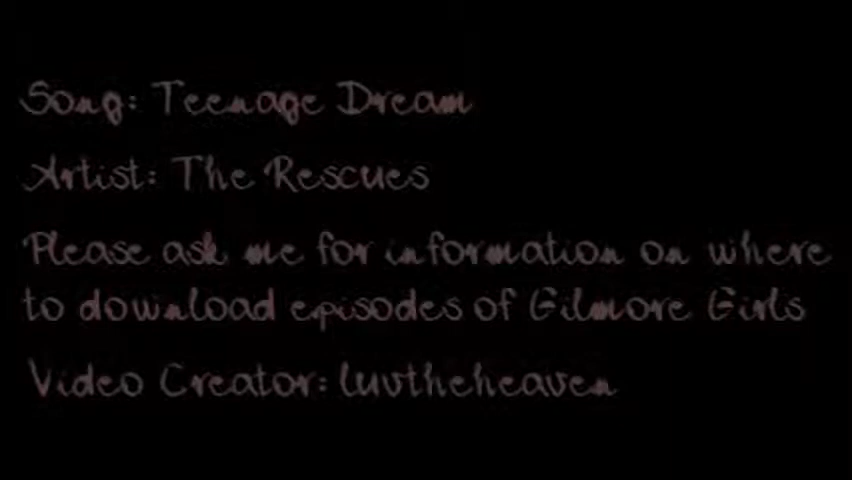 Song: Teenage Dream
Artist: The Rescues
Please ask me for information on where
to download episodes of Gilmore Girls
Video Creator: luvtheheaven